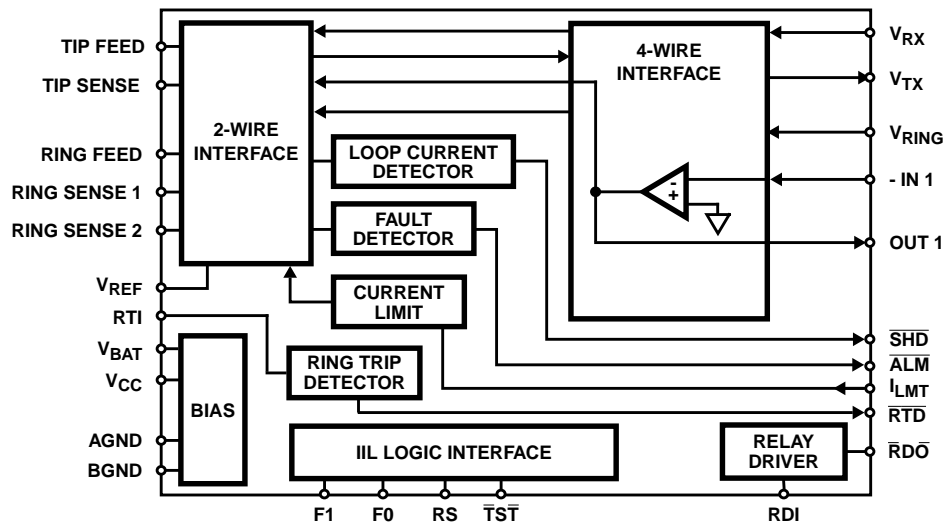 TIP FEED
TIP SENSE
RING FEED
RING SENSE 1
RING SENSE 2
VREF
RTI
VBAT
VCC
AGND
BGND
2-WIRE
INTERFACE
LOOP CURRENT
DETECTOR
FAULT
DETECTOR
CURRENT
LIMIT
RING TRIP
DETECTOR
BIAS
IIL LOGIC INTERFACE
4-WIRE
INTERFACE
-
+
RELAY
DRIVER
VRX
VTX
VRING
- IN 1
OUT 1
SHD
ALM
ILMT
RTD
RDO
F1
F0
RS
TST
RDI